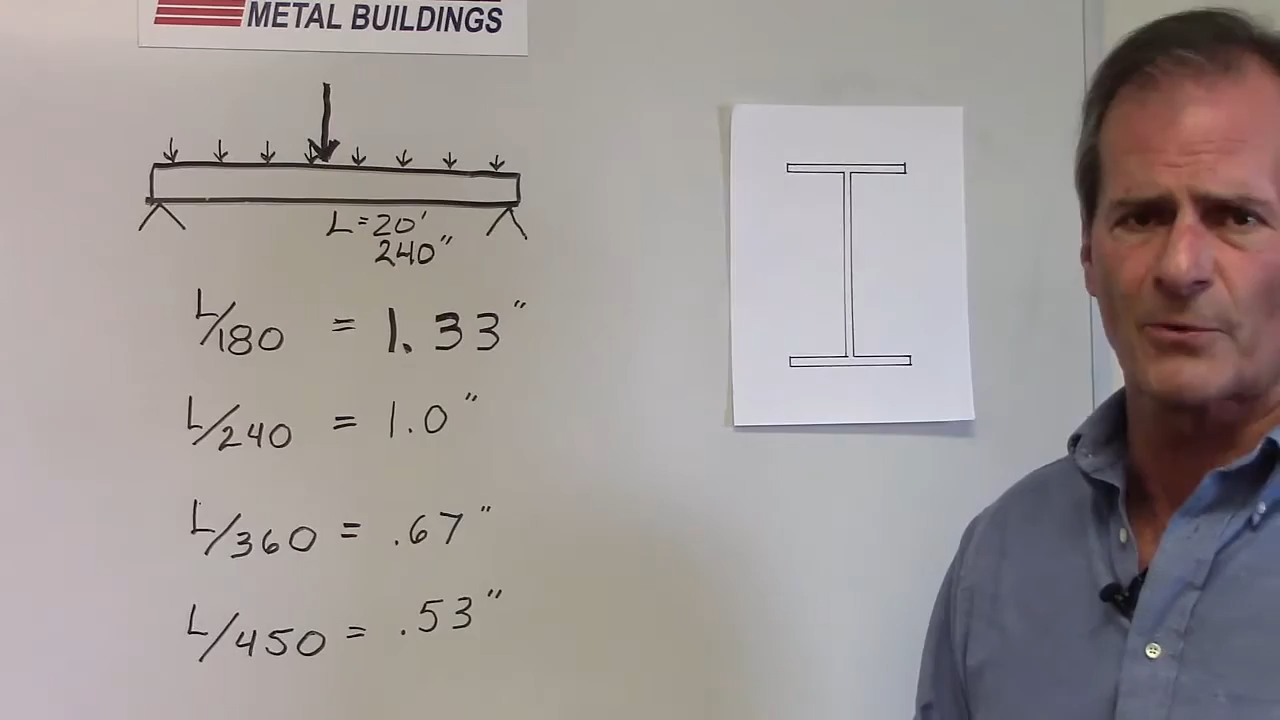 METAL BUILDINGS
L=20'
240"
L/180 = 1.33"
L/240 = 1.0"
L/360 = .67"
L/450 = .53"